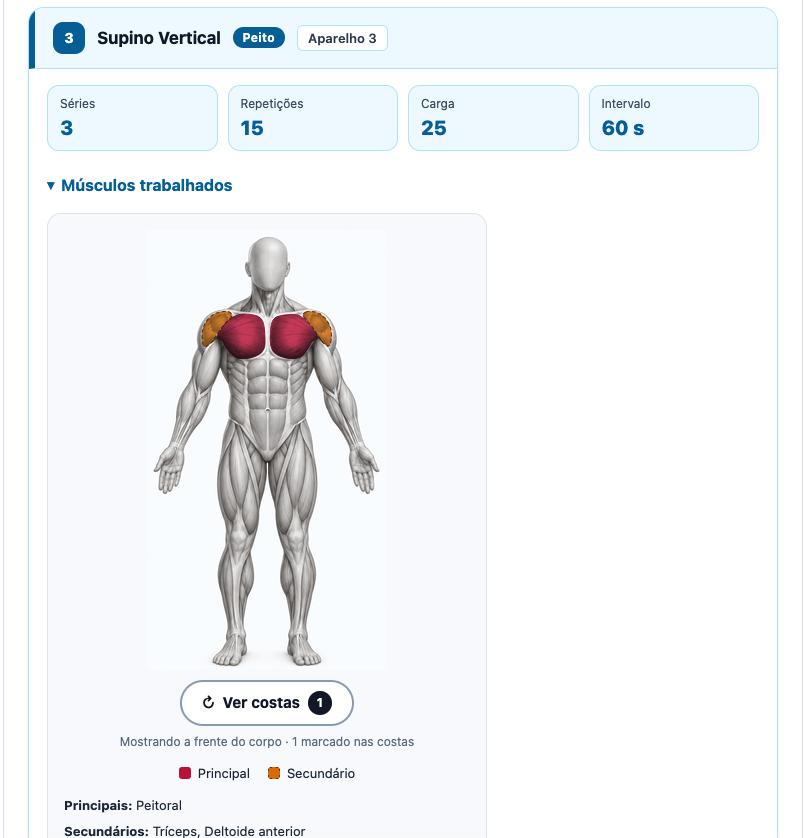 3 Supino Vertical Peito Aparelho 3
Séries Repetições Carga Intervalo
3 15 25 60 s
▼ Músculos trabalhados
↻ Ver costas 1
Mostrando a frente do corpo · 1 marcado nas costas
Principal Secundário
Principais: Peitoral
Secundários: Tríceps, Deltoide anterior